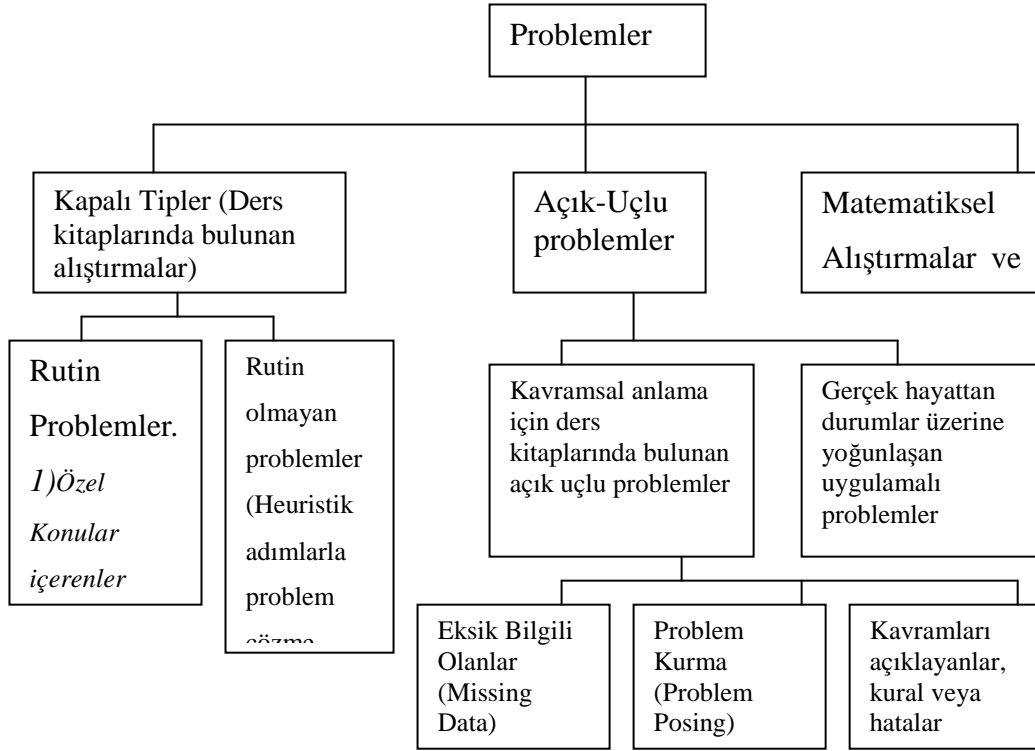 Problemler
Kapalı Tipler (Ders
kitaplarında bulunan
alıştırmalar)
Açık-Uçlu
problemler
Matematiksel
Alıştırmalar ve
Rutin
Problemler.
1)Özel
Konular
içerenler
Rutin
olmayan
problemler
(Heuristik
adımlarla
problem
çözme
Kavramsal anlama
için ders
kitaplarında bulunan
açık uçlu problemler
Gerçek hayattan
durumlar üzerine
yoğunlaşan
uygulamalı
problemler
Eksik Bilgili
Olanlar
(Missing
Data)
Problem
Kurma
(Problem
Posing)
Kavramları
açıklayanlar,
kural veya
hatalar